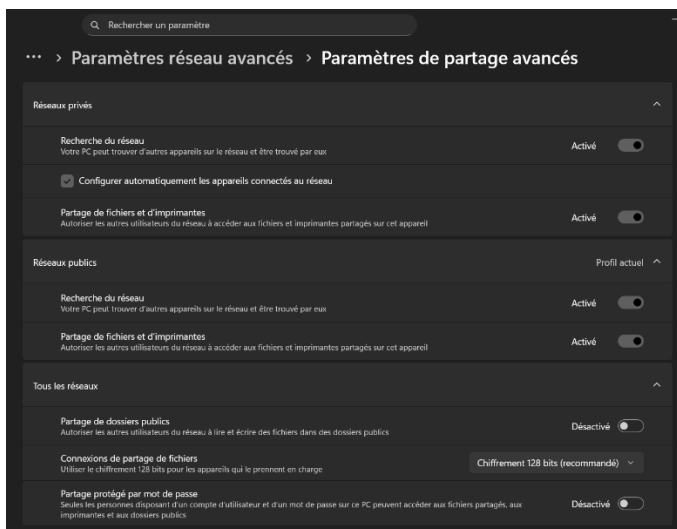 Rechercher un paramètre
··· > Paramètres réseau avancés > Paramètres de partage avancés
Réseaux privés
Recherche du réseau
Votre PC peut trouver d'autres appareils sur le réseau et être trouvé par eux
Activé
Configurer automatiquement les appareils connectés au réseau
Partage de fichiers et d'imprimantes
Autoriser les autres utilisateurs du réseau à accéder aux fichiers et imprimantes partagés sur cet appareil
Activé
Réseaux publics
Profil actuel
Recherche du réseau
Votre PC peut trouver d'autres appareils sur le réseau et être trouvé par eux
Activé
Partage de fichiers et d'imprimantes
Autoriser les autres utilisateurs du réseau à accéder aux fichiers et imprimantes partagés sur cet appareil
Activé
Tous les réseaux
Partage de dossiers publics
Autoriser les autres utilisateurs du réseau à lire et écrire des fichiers dans des dossiers publics
Désactivé
Connexions de partage de fichiers
Utiliser le chiffrement 128 bits pour les appareils qui le prennent en charge
Chiffrement 128 bits (recommandé)
Partage protégé par mot de passe
Seules les personnes disposant d'un compte d'utilisateur et d'un mot de passe sur ce PC peuvent accéder aux fichiers partagés, aux
imprimantes et aux dossiers publics
Désactivé